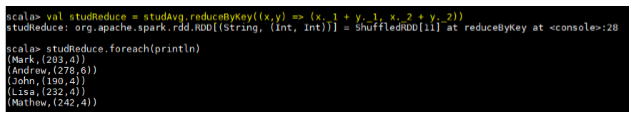 scala> val studReduce = studAvg.reduceByKey((x,y) => (x._1 + y._1, x._2 + y._2))
studReduce: org.apache.spark.rdd.RDD[(String, (Int, Int))] = ShuffledRDD[11] at reduceByKey at <console>:28
scala> studReduce.foreach(println)
(Mark,(203,4))
(Andrew,(278,6))
(John,(190,4))
(Lisa,(232,4))
(Mathew,(242,4))